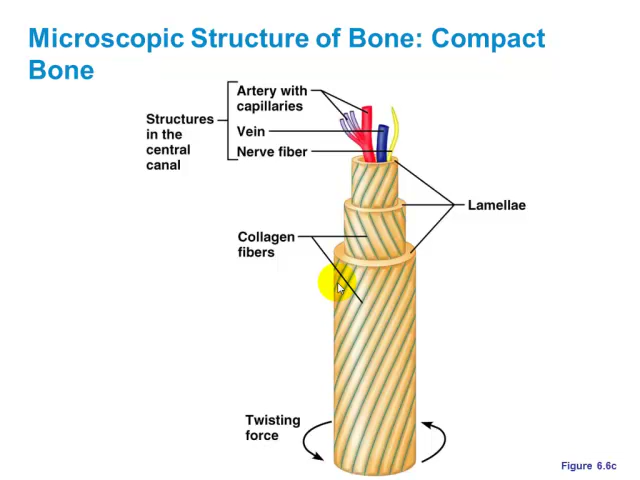 Microscopic Structure of Bone: Compact
Bone
Artery with
capillaries
Structures
in the
central
canal
Vein
Nerve fiber
Lamellae
Collagen
fibers
Twisting
force
Figure 6.6c